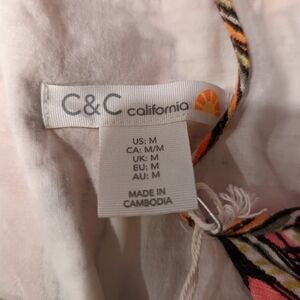 C&C california
US: M
CA: M/M
UK: M
EU: M
AU: M
MADE IN
CAMBODIA